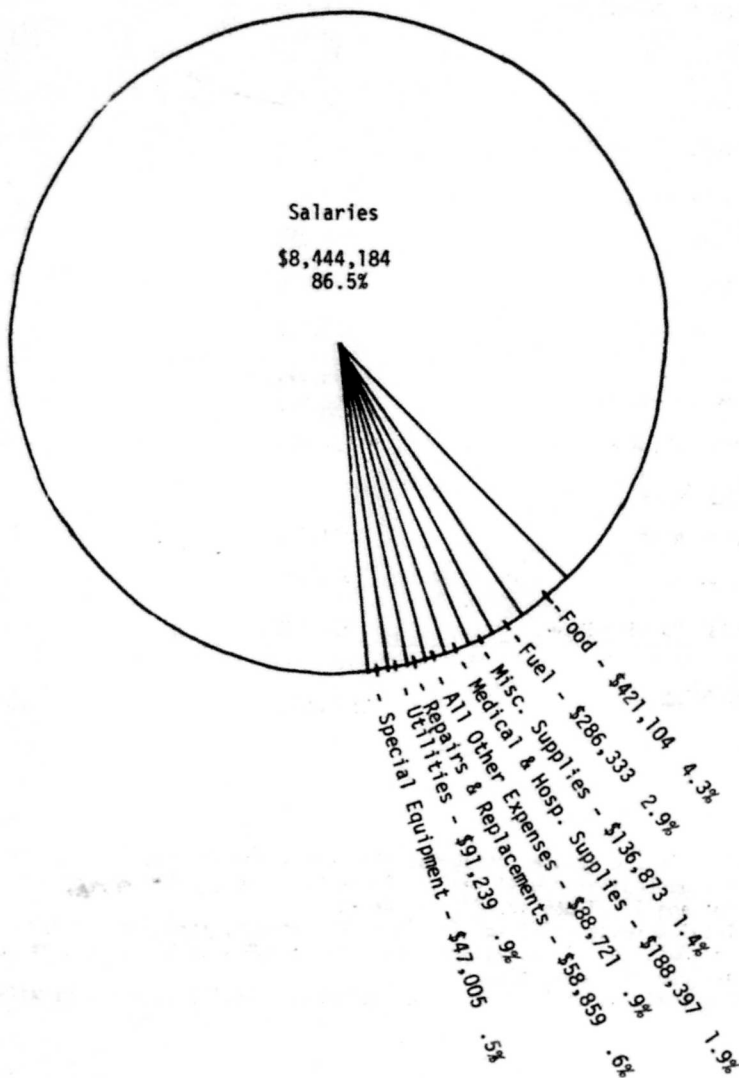 Salaries
$8,444,184
86.5%
-Food - $421,104 4.3%
-Fuel - $286,333 2.9%
- Misc. Supplies - $136,873 1.4%
- Medical & Hosp. Supplies - $188,397 1.9%
- All Other Expenses - $88,721 .9%
- Repairs & Replacements - $58,859 .6%
- Utilities - $91,239 .9%
- Special Equipment - $47,005 .5%